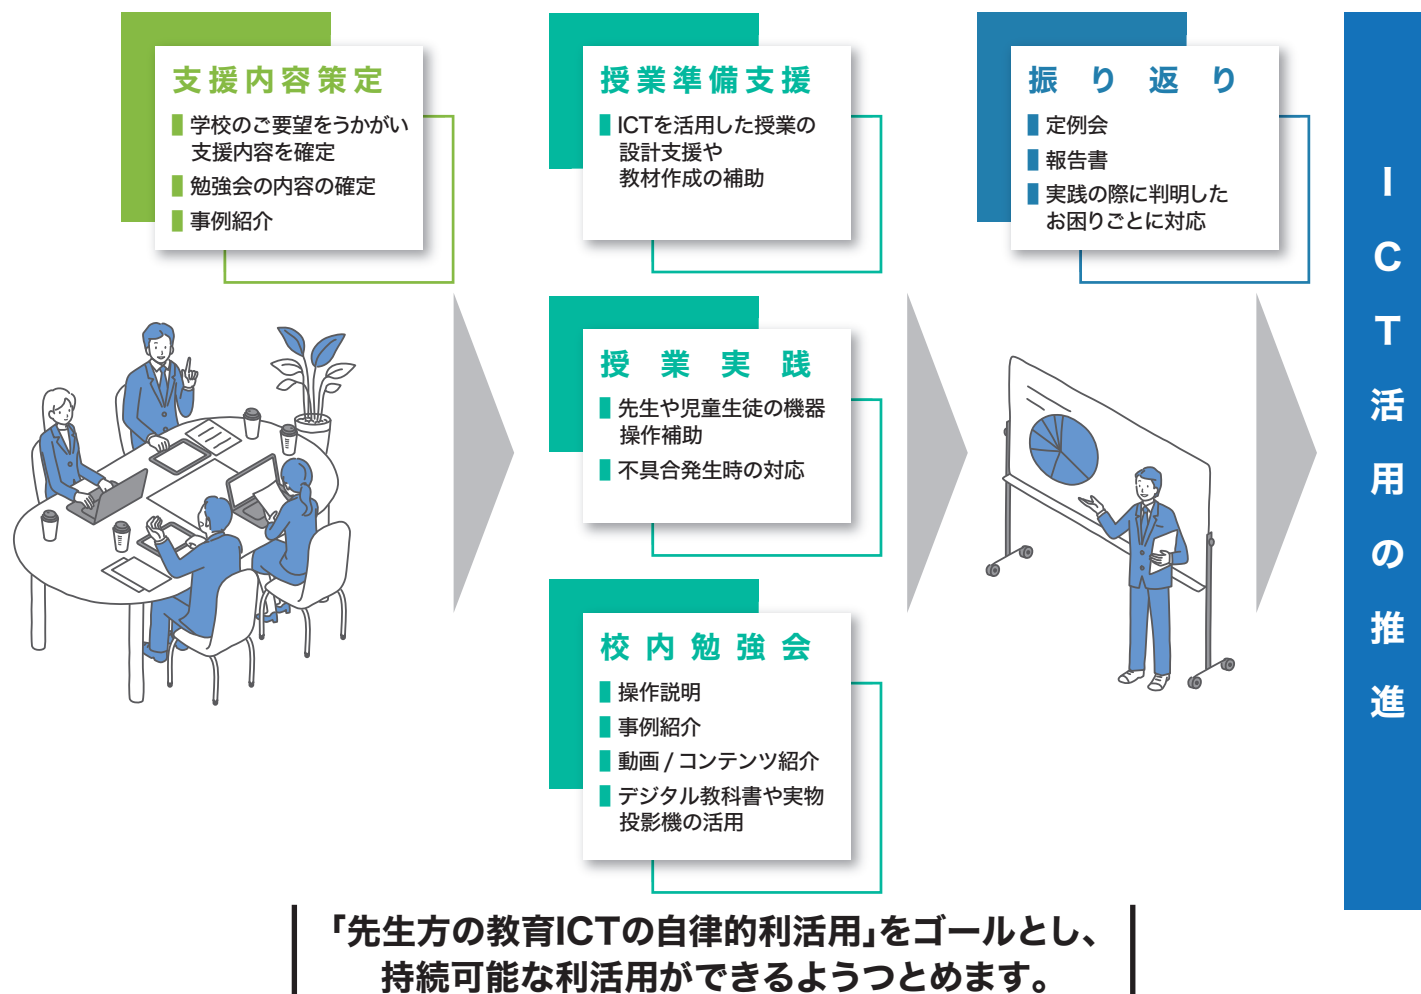 支援内容策定
学校のご要望をうかがい
支援内容を確定
勉強会の内容の確定
事例紹介
授業準備支援
ICTを活用した授業の
設計支援や
教材作成の補助
授業実践
先生や児童生徒の機器
操作補助
不具合発生時の対応
校内勉強会
操作説明
事例紹介
動画 / コンテンツ紹介
デジタル教科書や実物
投影機の活用
振り返り
定例会
報告書
実践の際に判明した
お困りごとに対応
ICT活用の推進
「先生方の教育ICTの自律的利活用」をゴールとし、
持続可能な利活用ができるようつとめます。